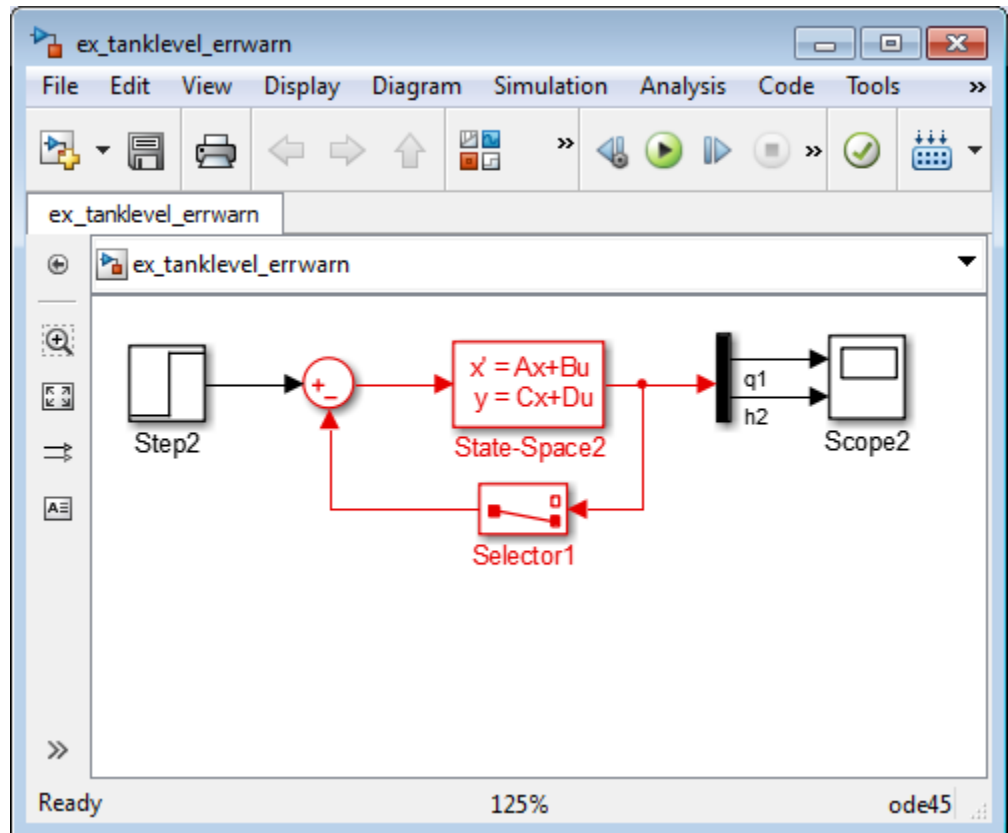 ex_tanklevel_errwarn
File Edit View Display Diagram Simulation Analysis Code Tools »
» »
ex_tanklevel_errwarn
ex_tanklevel_errwarn
x' = Ax+Bu
y = Cx+Du
+
−
q1
h2
Step2
State-Space2
Scope2
A
Selector1
»
Ready 125% ode45